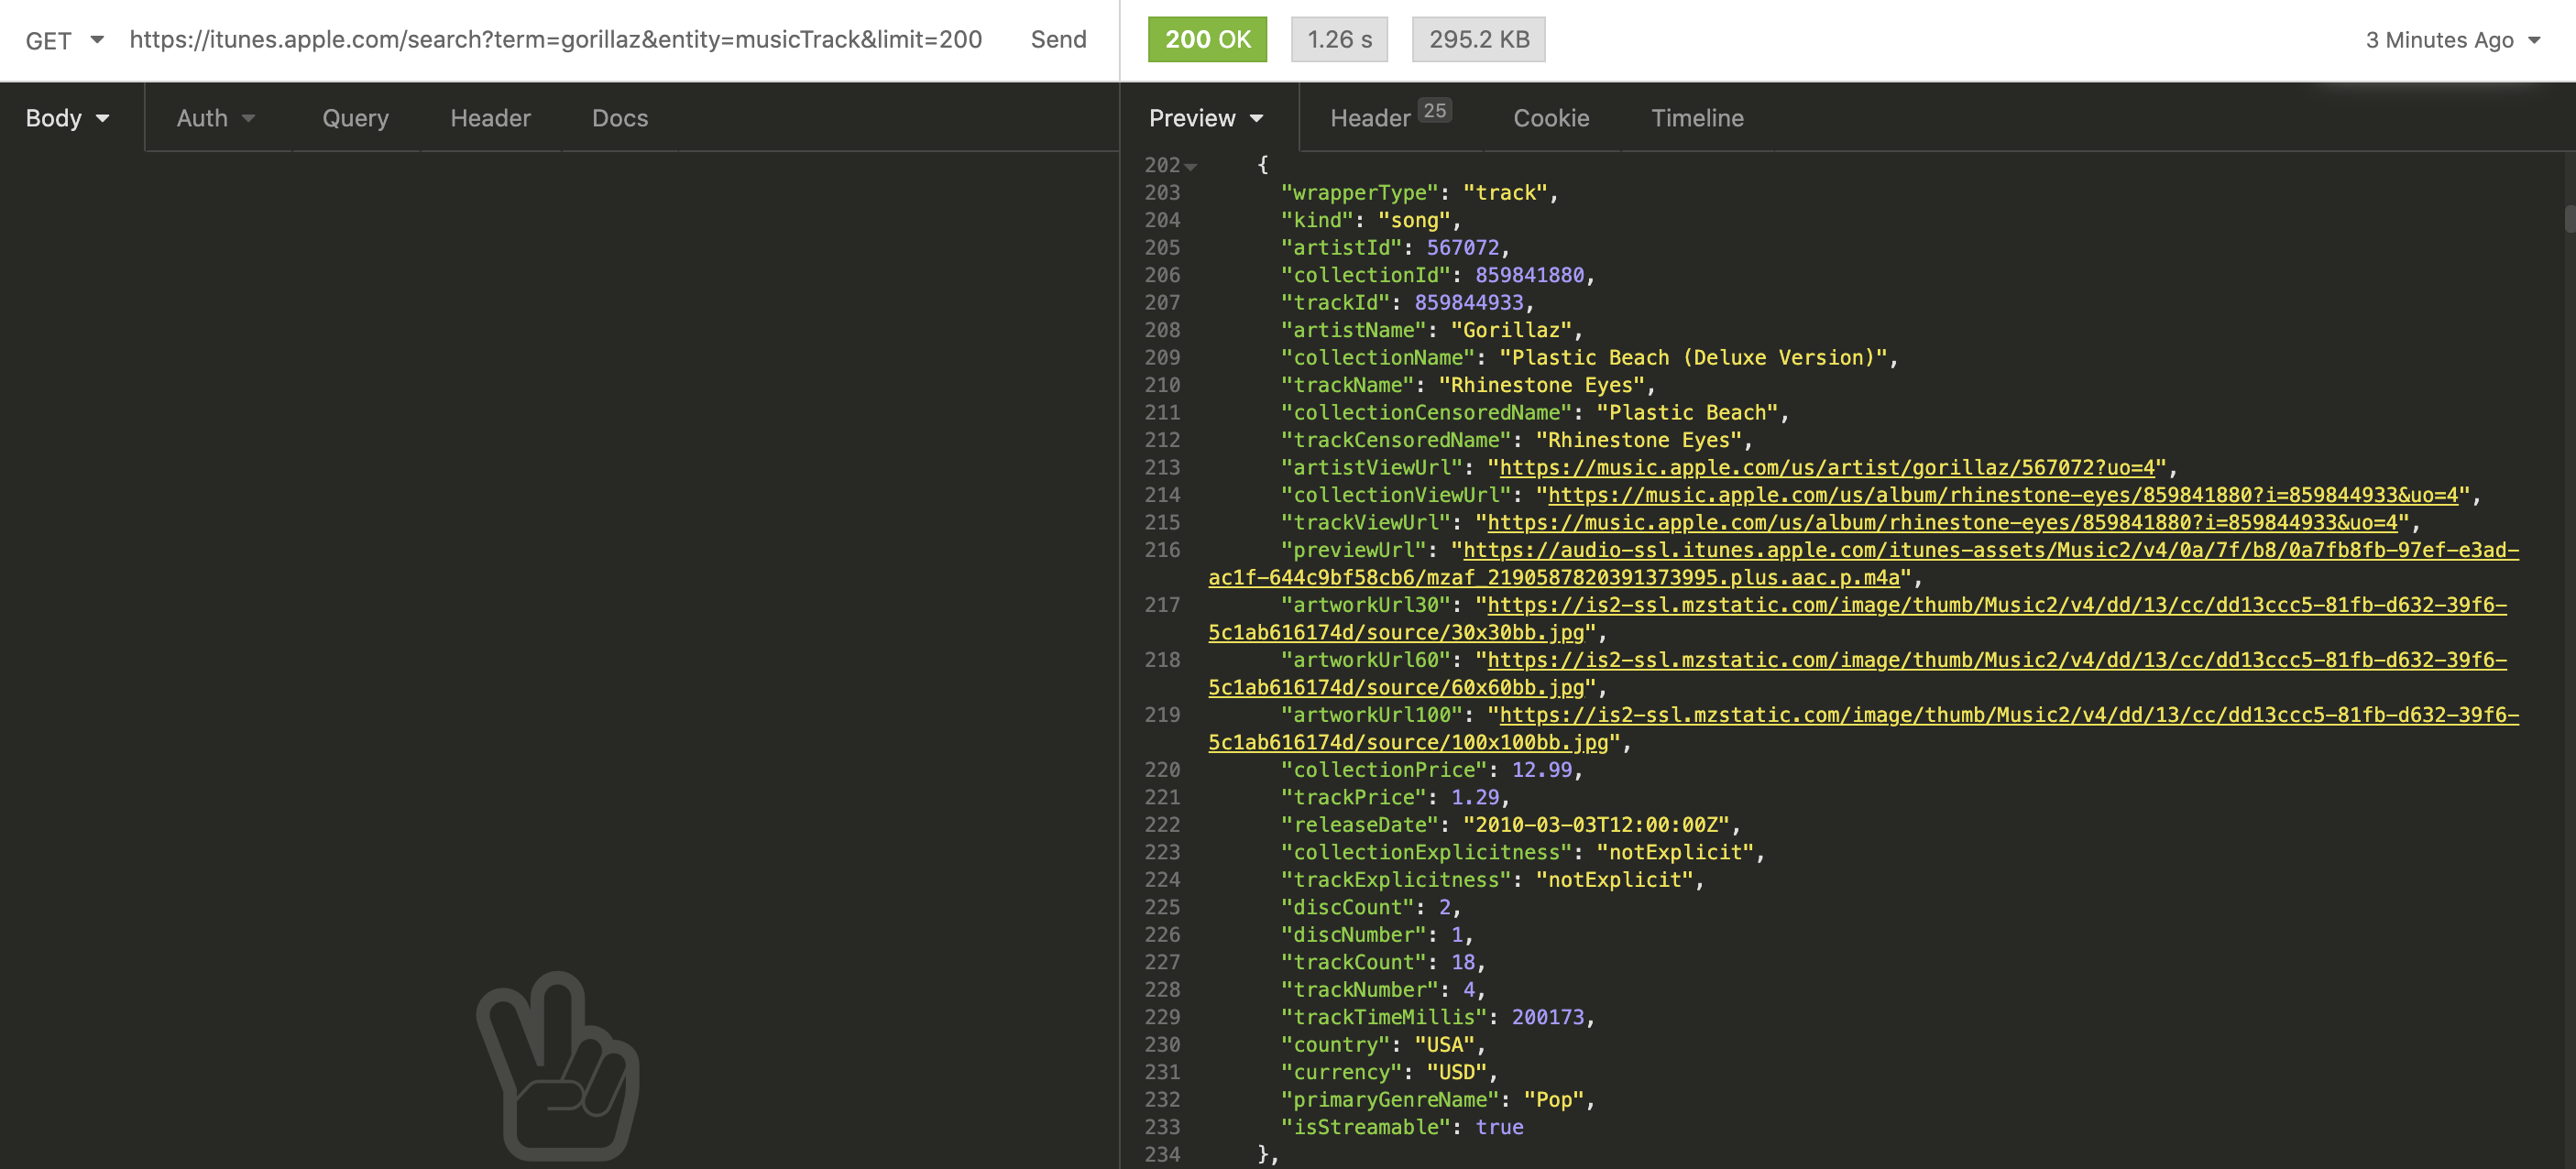 GET https://itunes.apple.com/search?term=gorillaz&entity=musicTrack&limit=200 Send
200 OK 1.26 s 295.2 KB 3 Minutes Ago
Body Auth Query Header Docs
Preview Header 25 Cookie Timeline
202 {
203 "wrapperType": "track",
204 "kind": "song",
205 "artistId": 567072,
206 "collectionId": 859841880,
207 "trackId": 859844933,
208 "artistName": "Gorillaz",
209 "collectionName": "Plastic Beach (Deluxe Version)",
210 "trackName": "Rhinestone Eyes",
211 "collectionCensoredName": "Plastic Beach",
212 "trackCensoredName": "Rhinestone Eyes",
213 "artistViewUrl": "https://music.apple.com/us/artist/gorillaz/567072?uo=4",
214 "collectionViewUrl": "https://music.apple.com/us/album/rhinestone-eyes/859841880?i=859844933&uo=4",
215 "trackViewUrl": "https://music.apple.com/us/album/rhinestone-eyes/859841880?i=859844933&uo=4",
216 "previewUrl": "https://audio-ssl.itunes.apple.com/itunes-assets/Music2/v4/0a/7f/b8/0a7fb8fb-97ef-e3ad-
ac1f-644c9bf58cb6/mzaf_2190587820391373995.plus.aac.p.m4a",
217 "artworkUrl30": "https://is2-ssl.mzstatic.com/image/thumb/Music2/v4/dd/13/cc/dd13ccc5-81fb-d632-39f6-
5c1ab616174d/source/30x30bb.jpg",
218 "artworkUrl60": "https://is2-ssl.mzstatic.com/image/thumb/Music2/v4/dd/13/cc/dd13ccc5-81fb-d632-39f6-
5c1ab616174d/source/60x60bb.jpg",
219 "artworkUrl100": "https://is2-ssl.mzstatic.com/image/thumb/Music2/v4/dd/13/cc/dd13ccc5-81fb-d632-39f6-
5c1ab616174d/source/100x100bb.jpg",
220 "collectionPrice": 12.99,
221 "trackPrice": 1.29,
222 "releaseDate": "2010-03-03T12:00:00Z",
223 "collectionExplicitness": "notExplicit",
224 "trackExplicitness": "notExplicit",
225 "discCount": 2,
226 "discNumber": 1,
227 "trackCount": 18,
228 "trackNumber": 4,
229 "trackTimeMillis": 200173,
230 "country": "USA",
231 "currency": "USD",
232 "primaryGenreName": "Pop",
233 "isStreamable": true
234 },